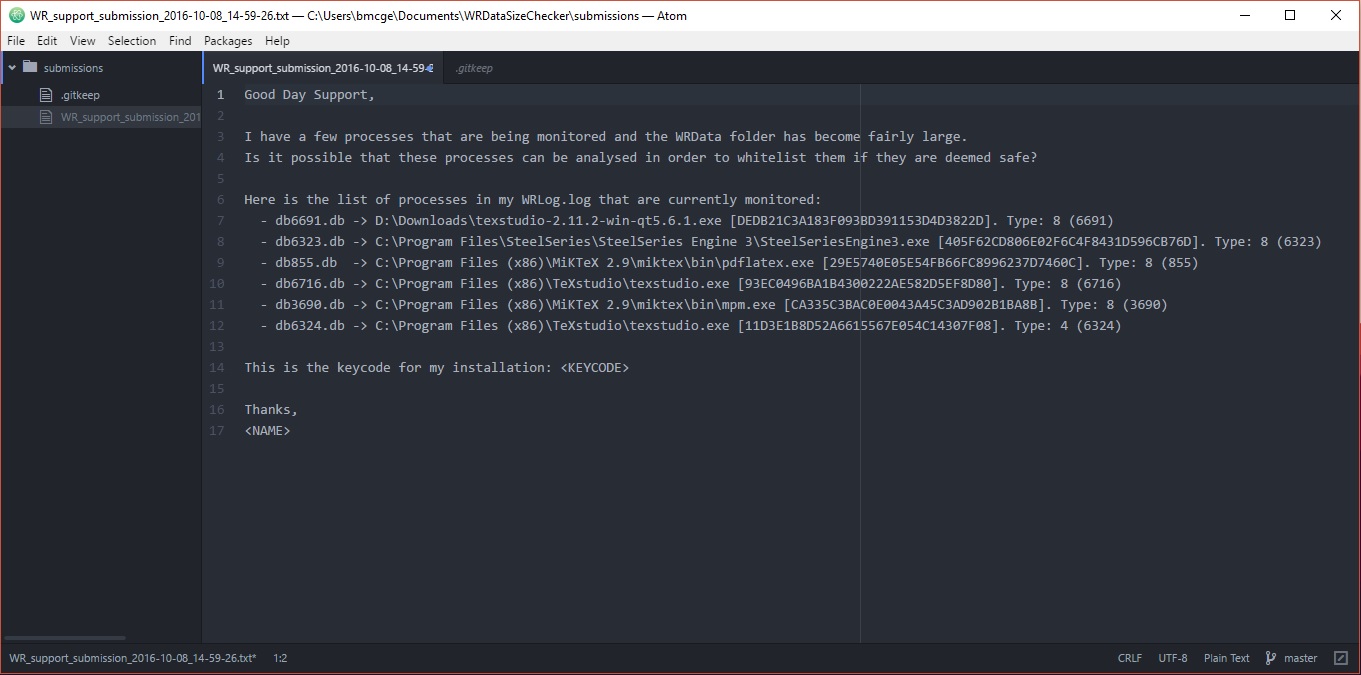 WR_support_submission_2016-10-08_14-59-26.txt — C:\Users\bmcge\Documents\WRDataSizeChecker\submissions — Atom
File Edit View Selection Find Packages Help
submissions
.gitkeep
WR_support_submission_201
WR_support_submission_2016-10-08_14-59-2
.gitkeep
1 Good Day Support,
2
3 I have a few processes that are being monitored and the WRData folder has become fairly large.
4 Is it possible that these processes can be analysed in order to whitelist them if they are deemed safe?
5
6 Here is the list of processes in my WRLog.log that are currently monitored:
7 - db6691.db -> D:\Downloads\texstudio-2.11.2-win-qt5.6.1.exe [DEDB21C3A183F093BD391153D4D3822D]. Type: 8 (6691)
8 - db6323.db -> C:\Program Files\SteelSeries\SteelSeries Engine 3\SteelSeriesEngine3.exe [405F62CD806E02F6C4F8431D596CB76D]. Type: 8 (6323)
9 - db855.db  -> C:\Program Files (x86)\MiKTeX 2.9\miktex\bin\pdflatex.exe [29E5740E05E54FB66FC8996237D7460C]. Type: 8 (855)
10 - db6716.db -> C:\Program Files (x86)\TeXstudio\texstudio.exe [93EC0496BA1B4300222AE582D5EF8D80]. Type: 8 (6716)
11 - db3690.db -> C:\Program Files (x86)\MiKTeX 2.9\miktex\bin\mpm.exe [CA335C3BAC0E0043A45C3AD902B1BA8B]. Type: 8 (3690)
12 - db6324.db -> C:\Program Files (x86)\TeXstudio\texstudio.exe [11D3E1B8D52A6615567E054C14307F08]. Type: 4 (6324)
13
14 This is the keycode for my installation: <KEYCODE>
15
16 Thanks,
17 <NAME>
WR_support_submission_2016-10-08_14-59-26.txt* 1:2 CRLF UTF-8 Plain Text master